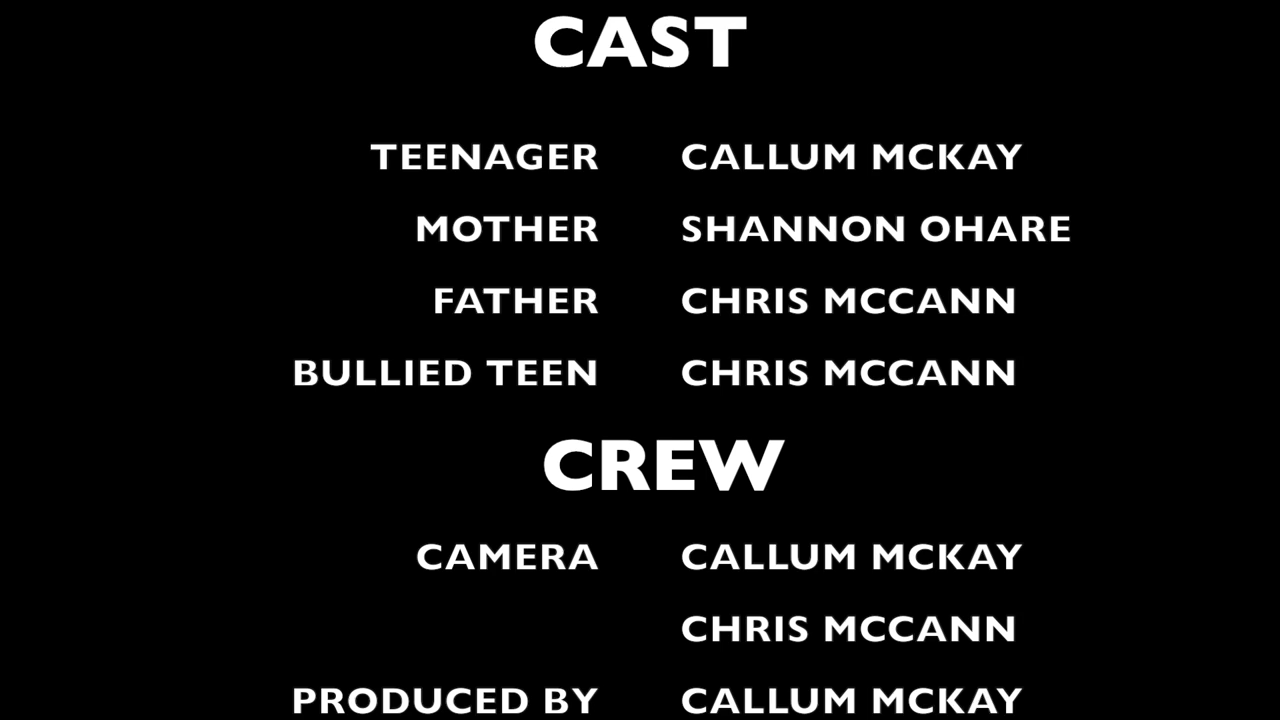 CAST
TEENAGER CALLUM MCKAY
MOTHER SHANNON OHARE
FATHER CHRIS MCCANN
BULLIED TEEN CHRIS MCCANN
CREW
CAMERA CALLUM MCKAY
CHRIS MCCANN
PRODUCED BY CALLUM MCKAY